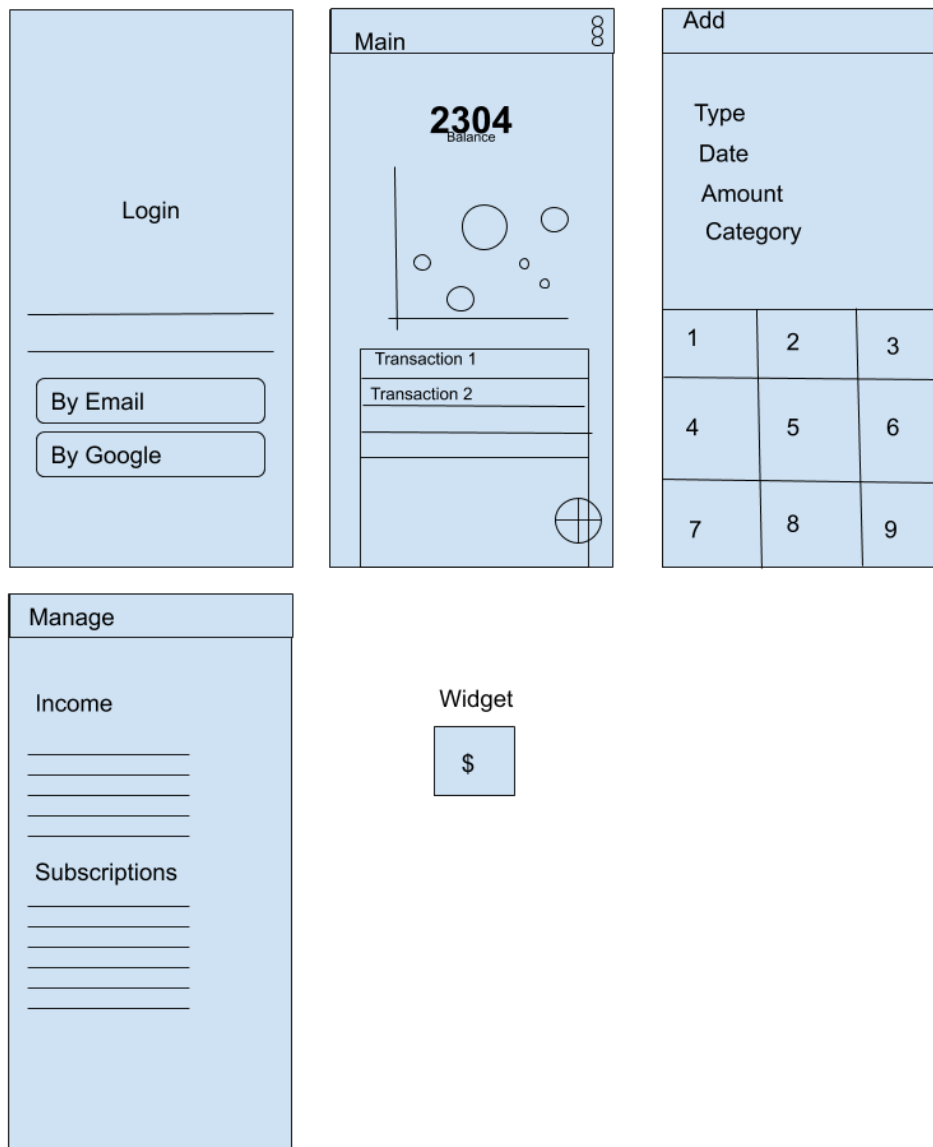 Login
By Email
By Google
Main
2304
Balance
Transaction 1
Transaction 2
Add
Type
Date
Amount
Category
1 2 3
4 5 6
7 8 9
Manage
Income
Subscriptions
Widget
$